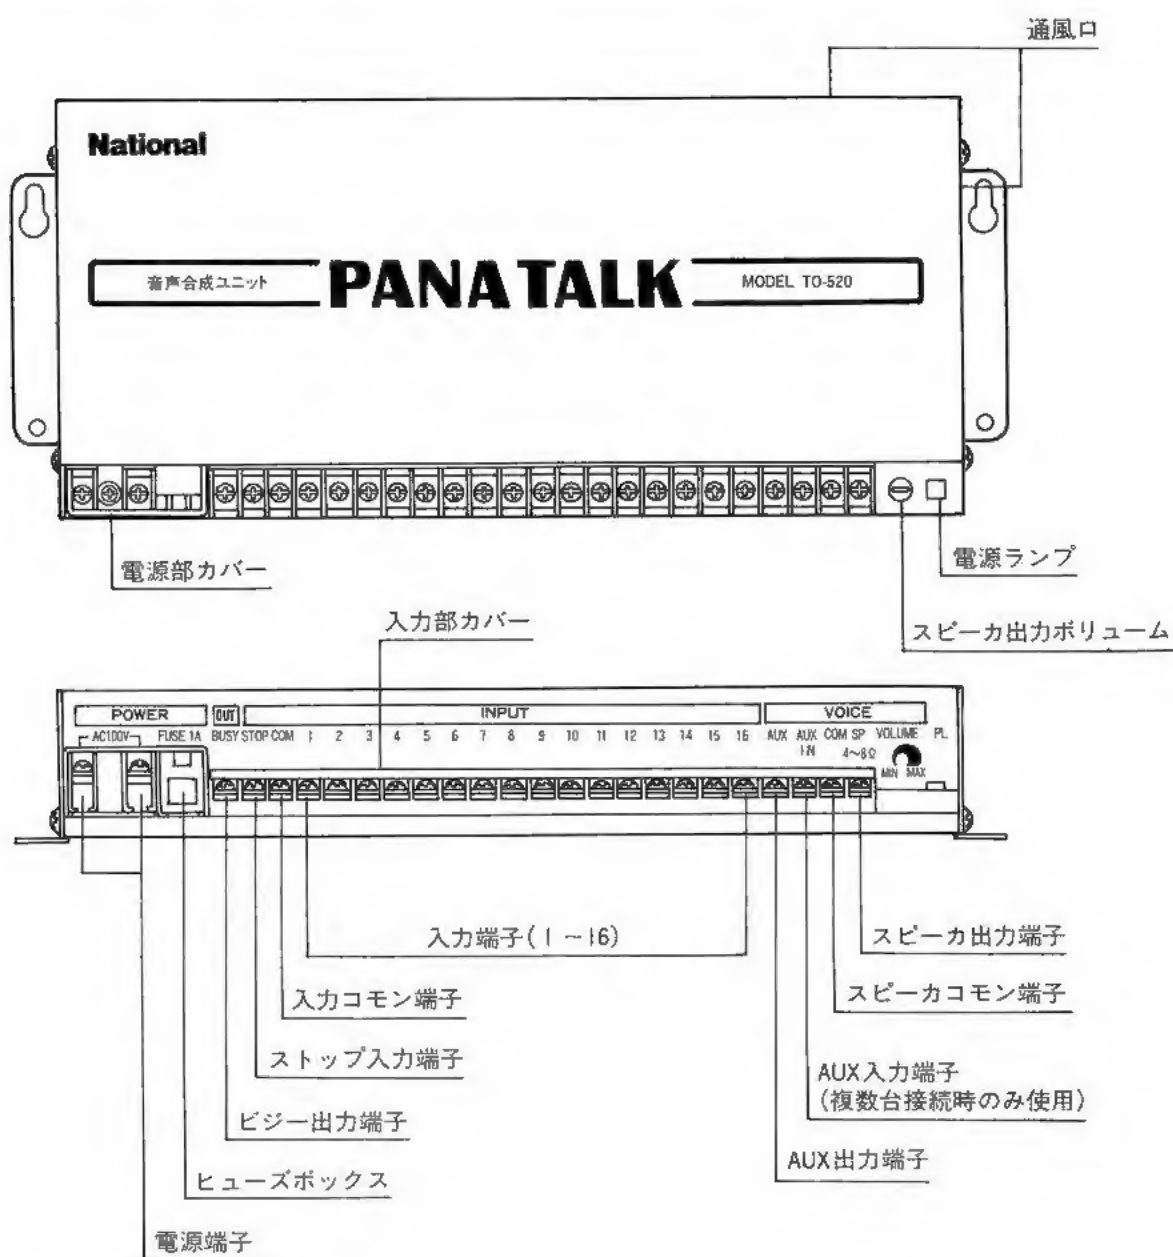 通風口
National
音声合成ユニット PANATALK MODEL TO-520
電源部カバー
電源ランプ
スピーカ出力ボリューム
入力部カバー
POWER OUT INPUT VOICE
AC100V FUSE 1A BUSY STOP COM 1 2 3 4 5 6 7 8 9 10 11 12 13 14 15 16 AUX AUX IN COM SP 4～8Ω VOLUME PL
MIN MAX
入力端子(1～16)
スピーカ出力端子
入力コモン端子
スピーカコモン端子
ストップ入力端子
AUX入力端子
(複数台接続時のみ使用)
ビジー出力端子
AUX出力端子
ヒューズボックス
電源端子